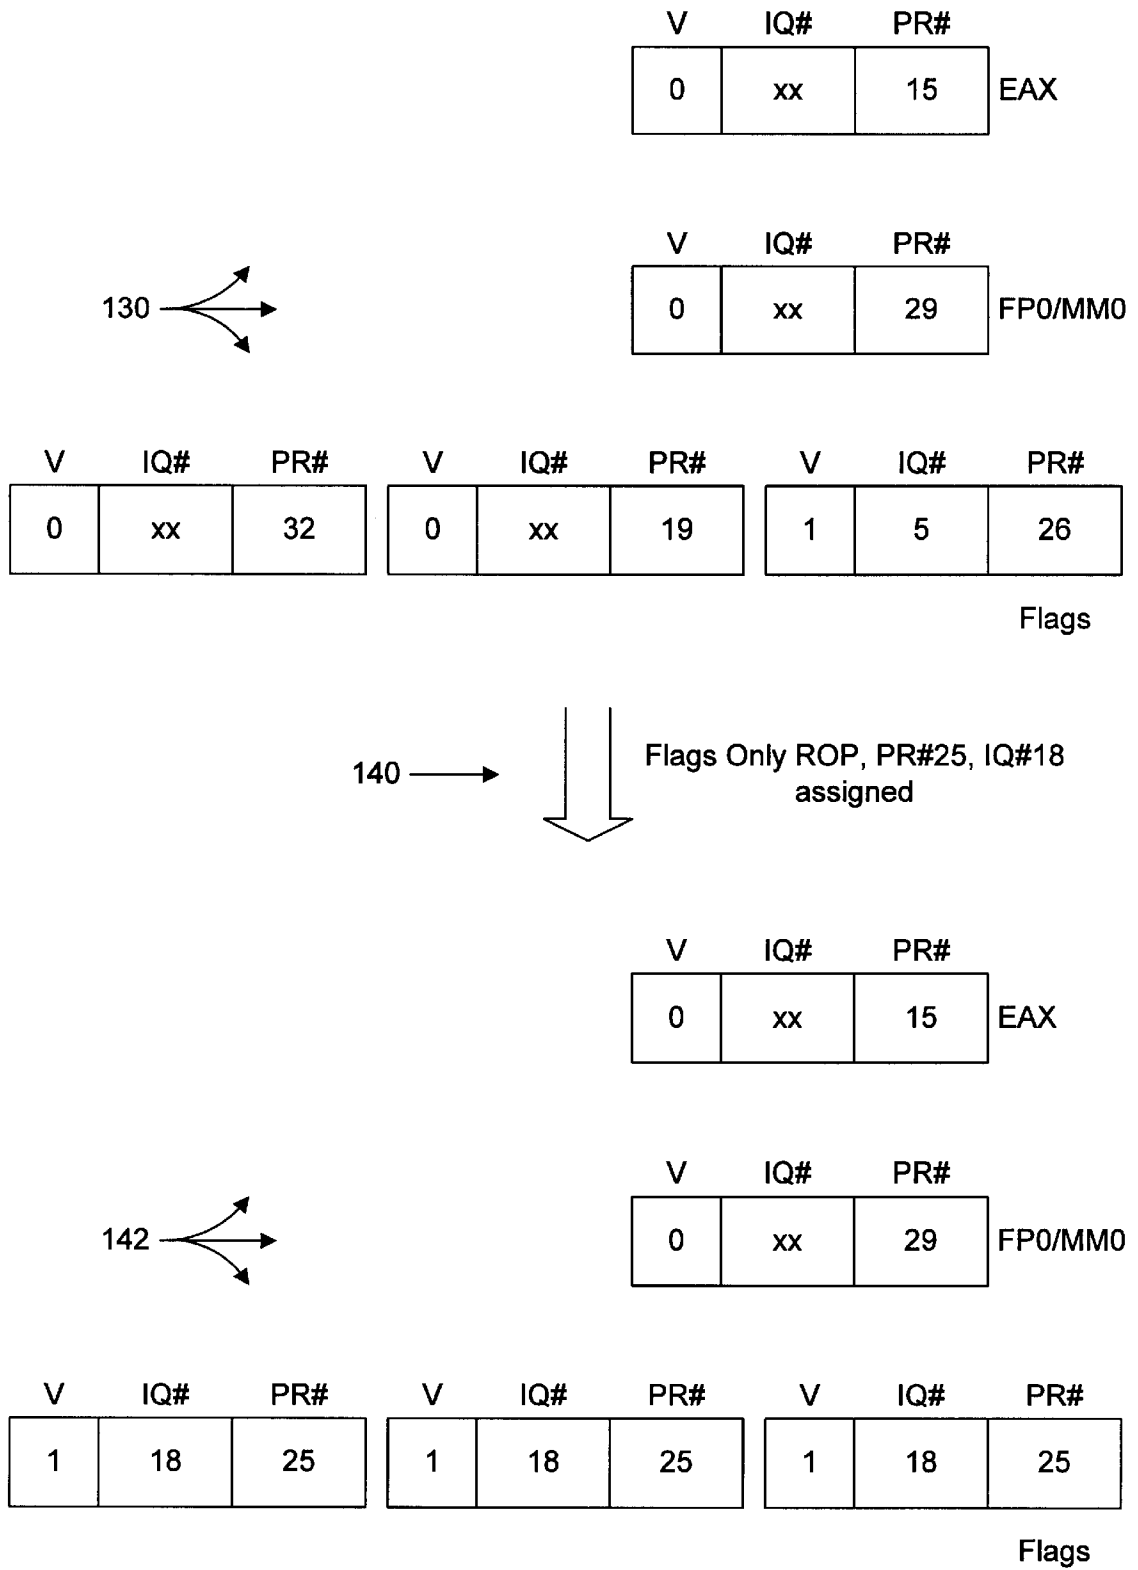 V IQ# PR#
0 xx 15 EAX
V IQ# PR#
130 0 xx 29 FP0/MM0
V IQ# PR# V IQ# PR# V IQ# PR#
0 xx 32 0 xx 19 1 5 26
Flags
140 Flags Only ROP, PR#25, IQ#18
assigned
V IQ# PR#
0 xx 15 EAX
V IQ# PR#
142 0 xx 29 FP0/MM0
V IQ# PR# V IQ# PR# V IQ# PR#
1 18 25 1 18 25 1 18 25
Flags